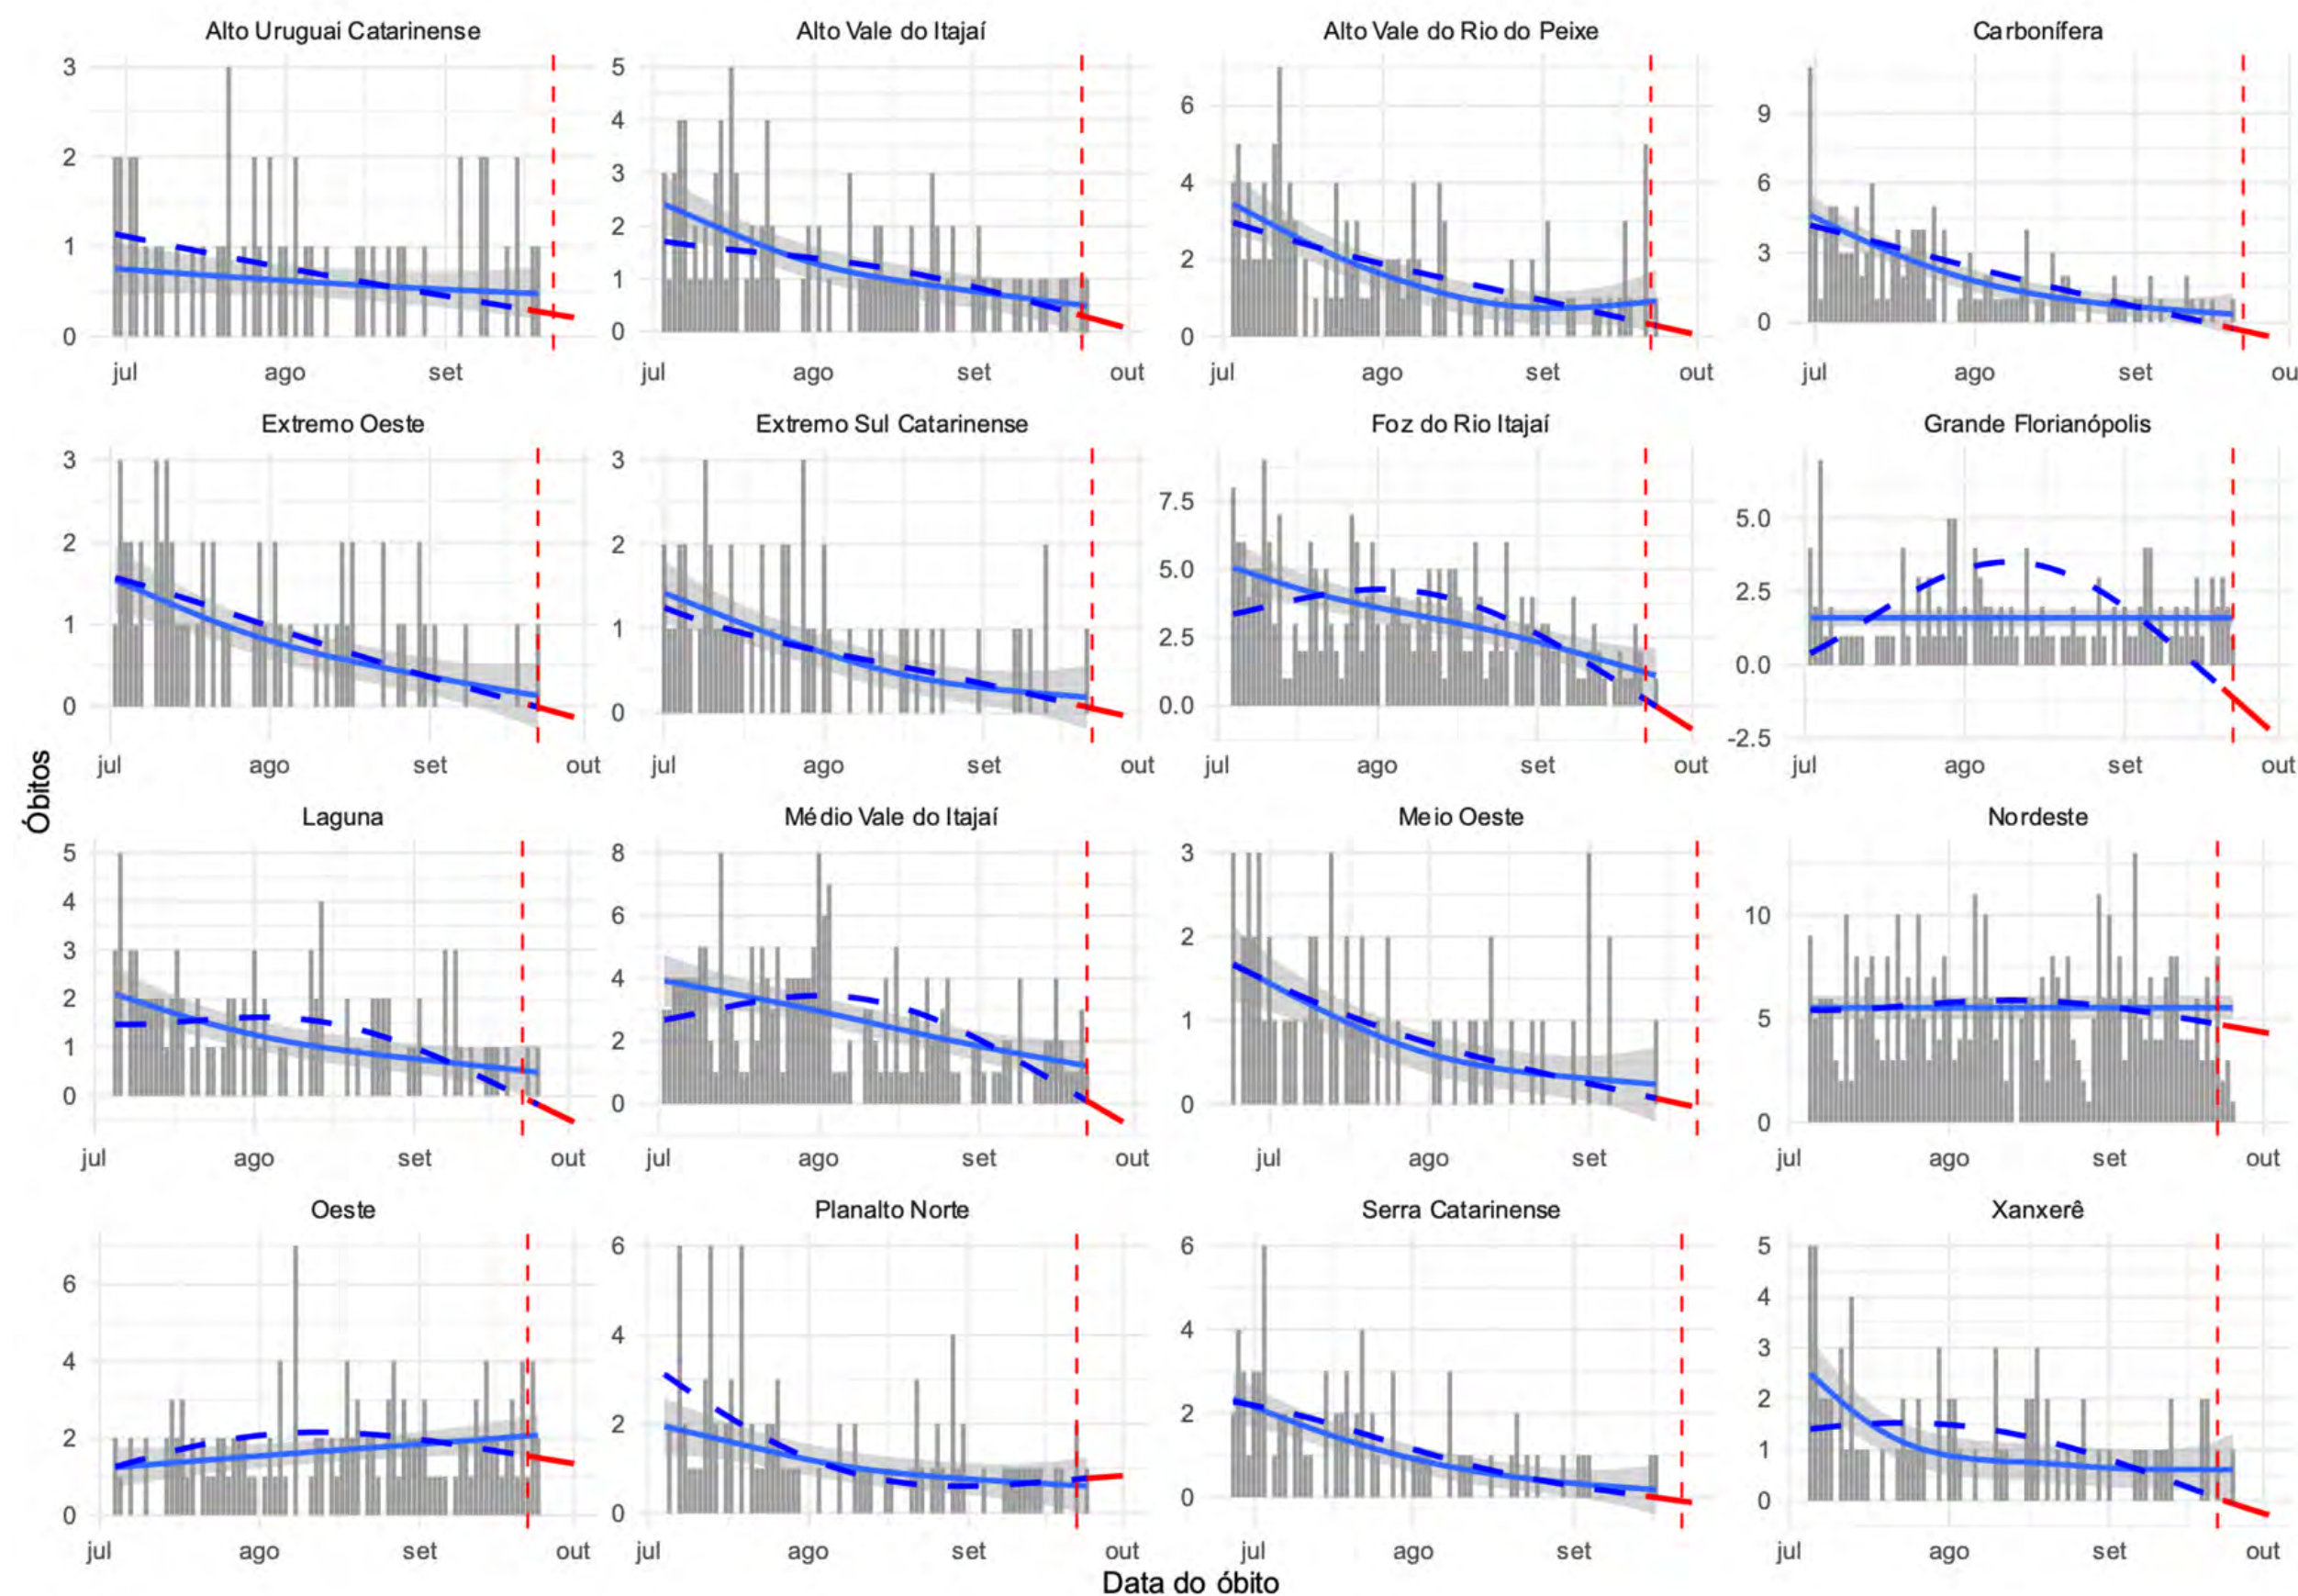 Alto Uruguai Catarinense
Alto Vale do Itajaí
Alto Vale do Rio do Peixe
Carbonífera
3
2
1
0
jul
ago
set
5
4
3
2
1
0
jul
ago
set
out
6
4
2
0
jul
ago
set
out
9
6
3
0
jul
ago
set
ou
Extremo Oeste
Extremo Sul Catarinense
Foz do Rio Itajaí
Grande Florianópolis
3
2
1
0
jul
ago
set
out
3
2
1
0
jul
ago
set
out
7.5
5.0
2.5
0.0
jul
ago
set
out
5.0
2.5
0.0
-2.5
jul
ago
set
out
Óbitos
Laguna
Médio Vale do Itajaí
Meio Oeste
Nordeste
5
4
3
2
1
0
jul
ago
set
out
8
6
4
2
0
jul
ago
set
out
3
2
1
0
jul
ago
set
10
5
0
jul
ago
set
out
Oeste
Planalto Norte
Serra Catarinense
Xanxerê
6
4
2
0
jul
ago
set
out
6
4
2
0
jul
ago
set
out
6
4
2
0
jul
ago
set
5
4
3
2
1
0
jul
ago
set
out
Data do óbito